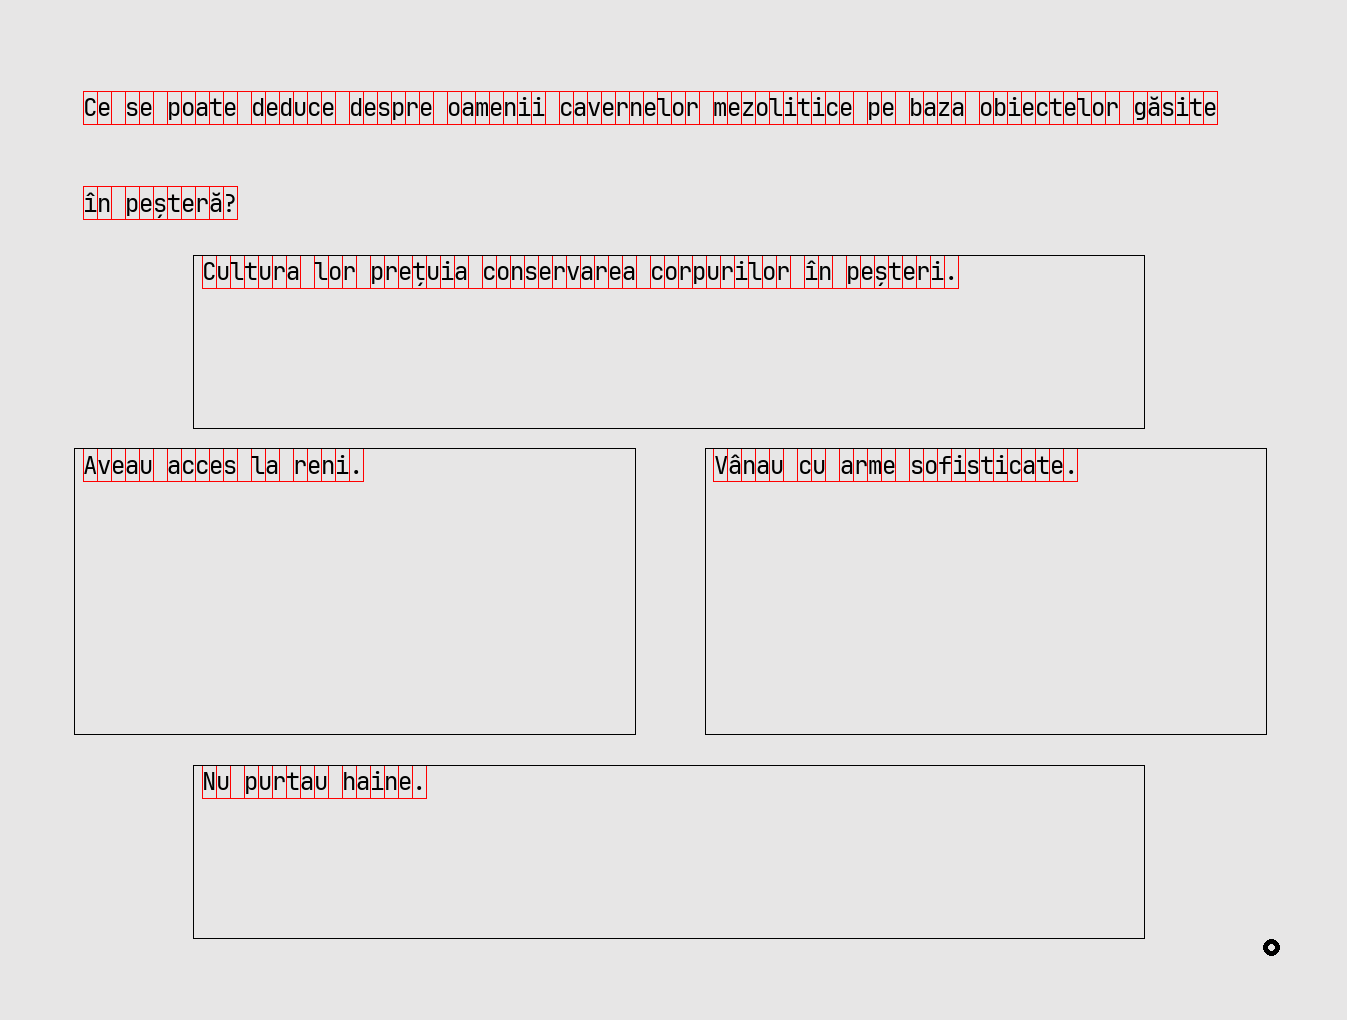 Ce se poate deduce despre oamenii cavernelor mezolitice pe baza obiectelor găsite
în peșteră?
Cultura lor prețuia conservarea corpurilor în peșteri.
Aveau acces la reni.
Vânau cu arme sofisticate.
Nu purtau haine.